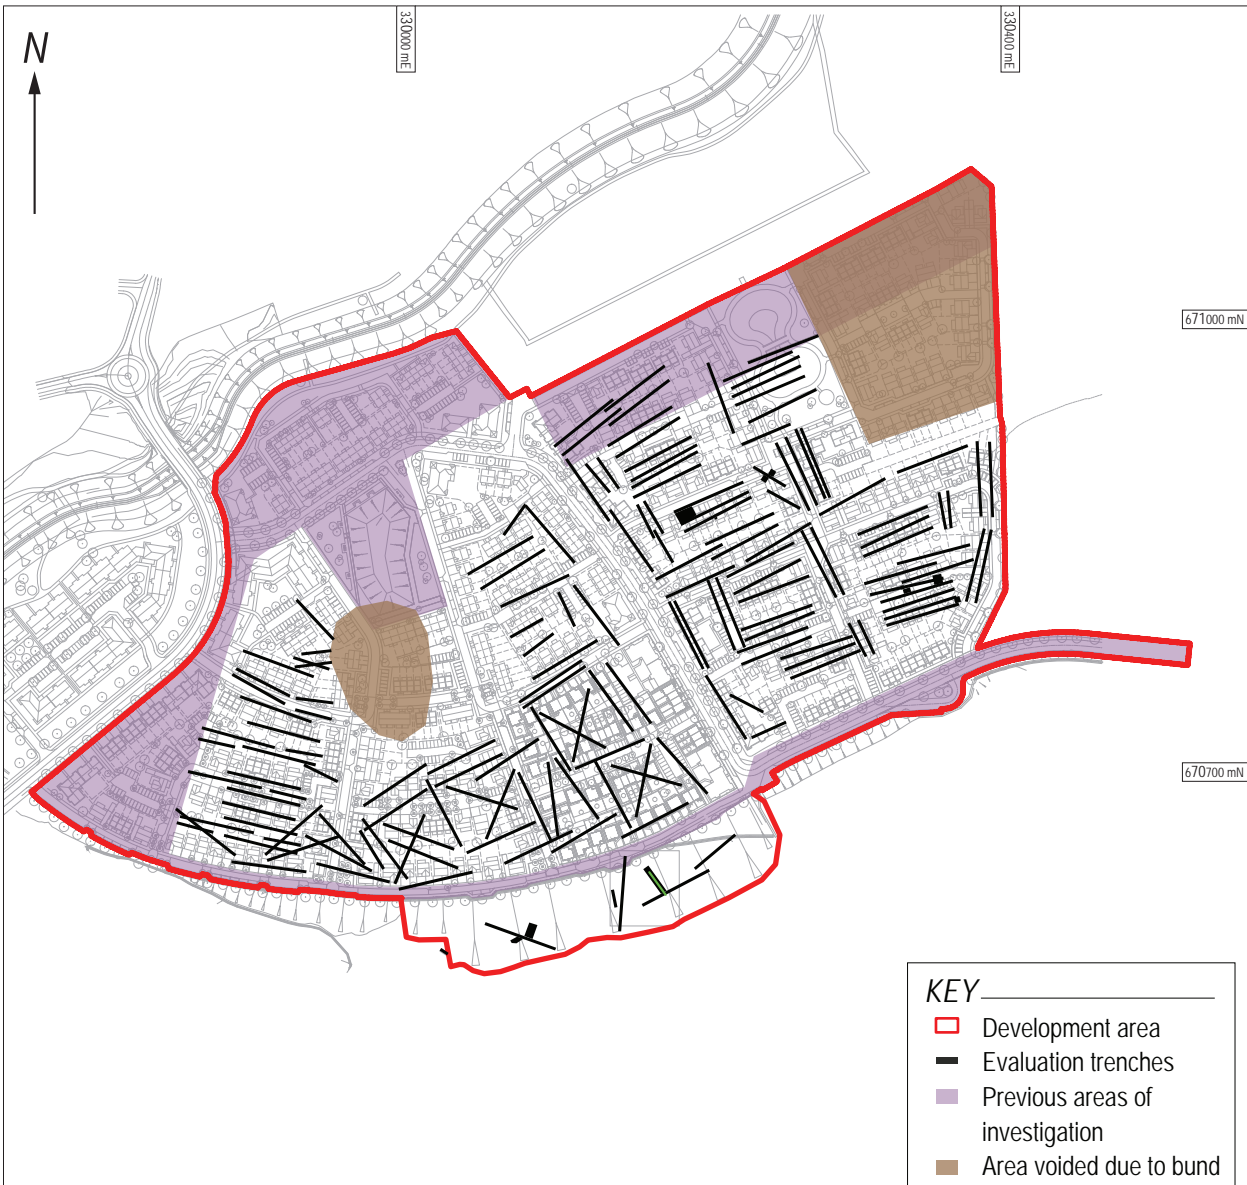 N
330000 mE
330400 mE
671000 mN
670700 mN
KEY
Development area
Evaluation trenches
Previous areas of
investigation
Area voided due to bund